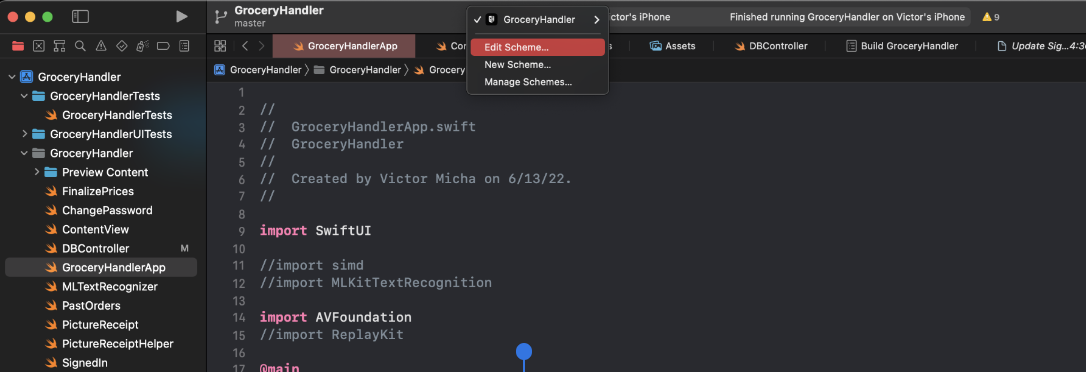 GroceryHandler
master
GroceryHandler
ctor's iPhone
Finished running GroceryHandler on Victor's iPhone
9
Edit Scheme...
New Scheme...
Manage Schemes...
GroceryHandlerApp
Co
s
Assets
DBController
Build GroceryHandler
Update Sig...4:3
GroceryHandler
GroceryHandler
Grocery
GroceryHandler
GroceryHandlerTests
GroceryHandlerTests
GroceryHandlerUITests
GroceryHandler
Preview Content
FinalizePrices
ChangePassword
ContentView
DBController M
GroceryHandlerApp
MLTextRecognizer
PastOrders
PictureReceipt
PictureReceiptHelper
SignedIn
1
2 //
3 // GroceryHandlerApp.swift
4 // GroceryHandler
5 //
6 // Created by Victor Micha on 6/13/22.
7 //
8
9 import SwiftUI
10
11 //import simd
12 //import MLKitTextRecognition
13
14 import AVFoundation
15 //import ReplayKit
16
17 @main